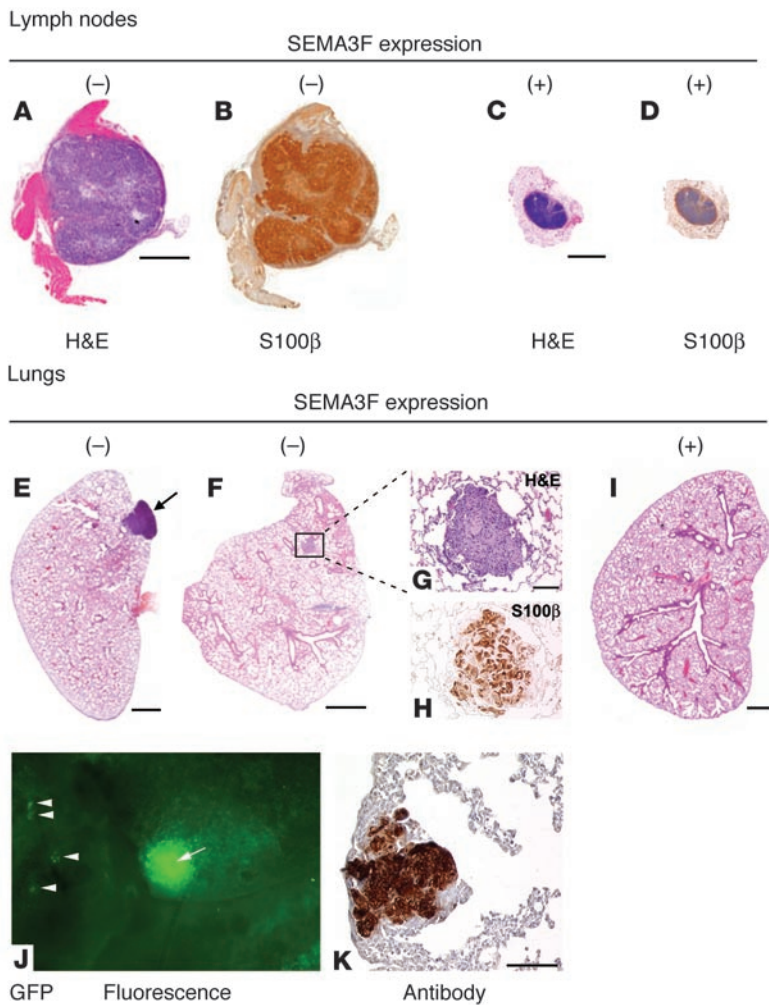 Lymph nodes
SEMA3F expression
(–) (–) (+) (+)
A B C D
H&E S100β H&E S100β
Lungs
SEMA3F expression
(–) (–) (+)
E F H&E I
G
S100β
H
J K
GFP Fluorescence Antibody